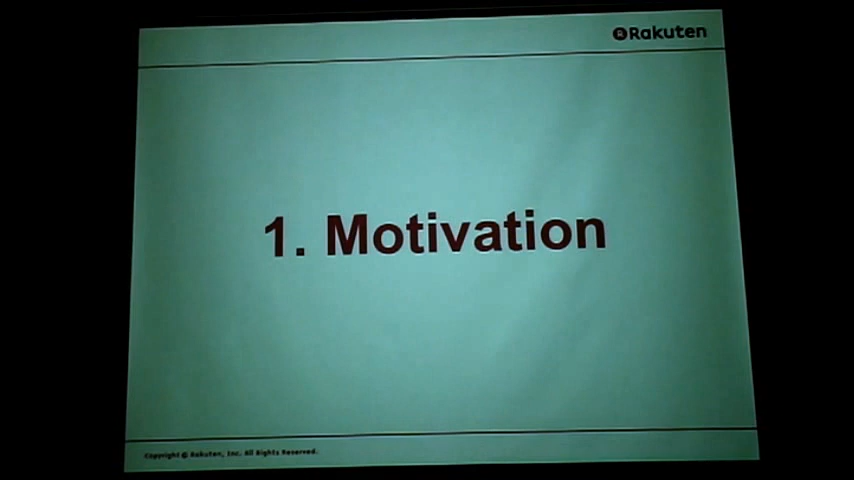 Rakuten
1. Motivation
Copyright © Rakuten, Inc. All Rights Reserved.